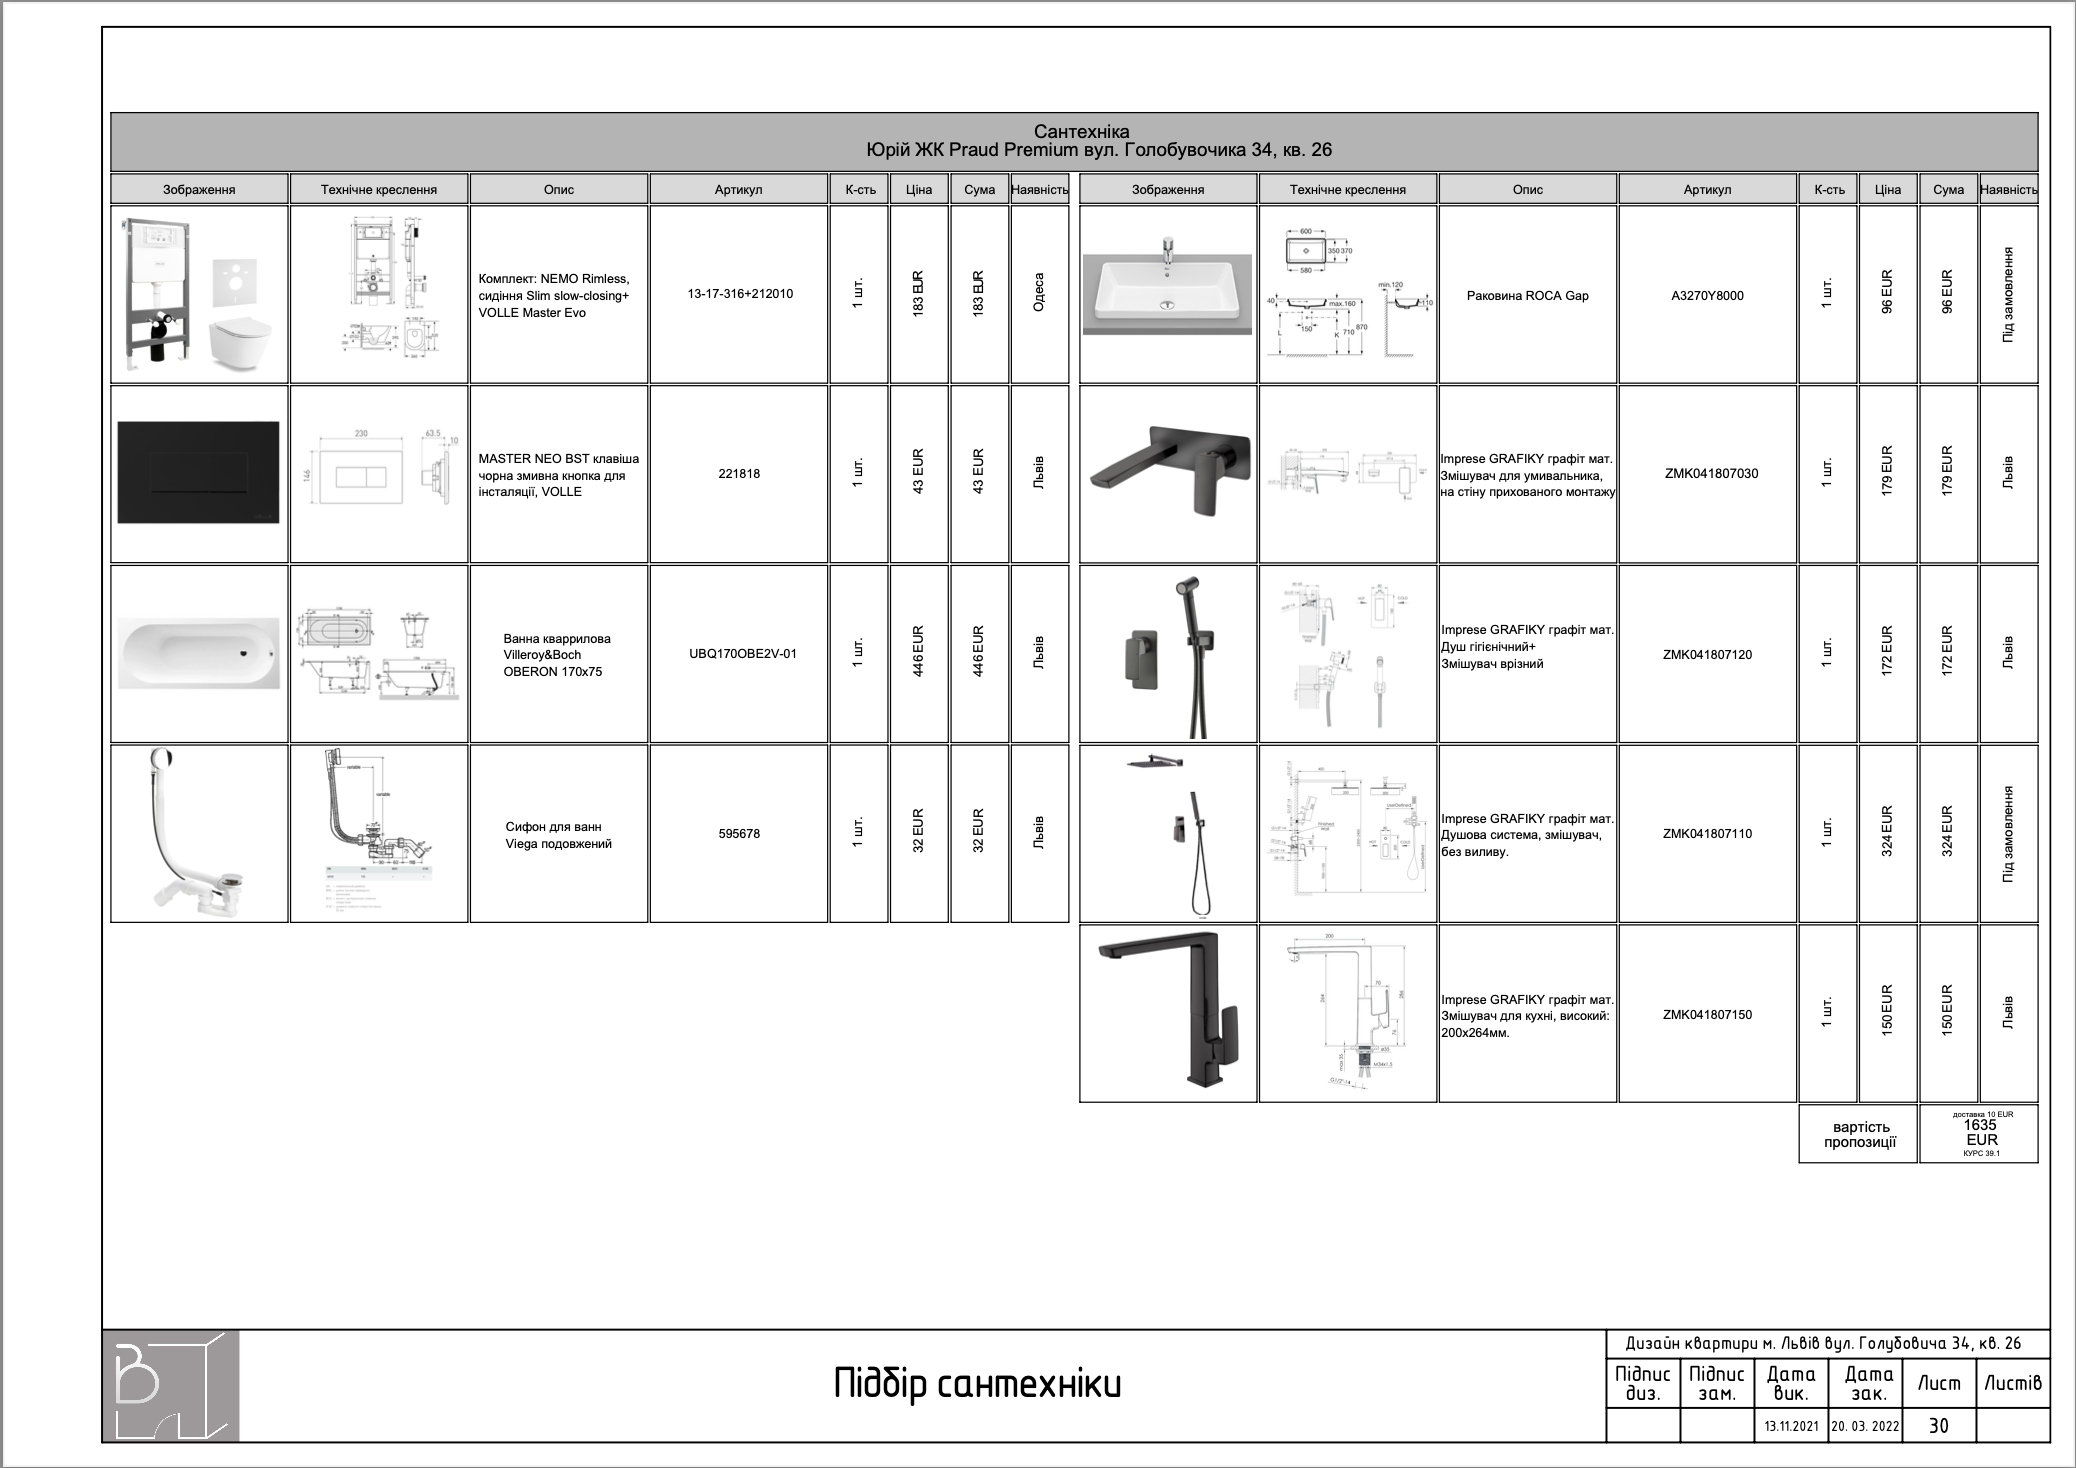 Сантехніка
Юрій ЖК Praud Premium вул. Голобувочика 34, кв. 26
Зображення Технічне креслення Опис Артикул К-сть Ціна Сума Наявність
Комплект: NEMO Rimless,
сидіння Slim slow-closing+
VOLLE Master Evo
13-17-316+212010
1 шт.
183 EUR
183 EUR
Одеса
230
63.5
10
146
MASTER NEO BST клавіша
чорна змивна кнопка для
інсталяції, VOLLE
221818
1 шт.
43 EUR
43 EUR
Львів
Ванна кваррилова
Villeroy&Boch
OBERON 170x75
UBQ170OBE2V-01
1 шт.
446 EUR
446 EUR
Львів
Сифон для ванн
Viega подовжений
595678
1 шт.
32 EUR
32 EUR
Львів
Зображення Технічне креслення Опис Артикул К-сть Ціна Сума Наявність
600
350 370
580
min.120
40
max.160
110
150
L
K
710
870
Раковина ROCA Gap
A3270Y8000
1 шт.
96 EUR
96 EUR
Під замовлення
Imprese GRAFIKY графіт мат.
Змішувач для умивальника,
на стіну прихованого монтажу
ZMK041807030
1 шт.
179 EUR
179 EUR
Львів
Imprese GRAFIKY графіт мат.
Душ гігієнічний+
Змішувач врізний
ZMK041807120
1 шт.
172 EUR
172 EUR
Львів
Imprese GRAFIKY графіт мат.
Душова система, змішувач,
без виливу.
ZMK041807110
1 шт.
324 EUR
324 EUR
Під замовлення
200
70
264
286
76
max.35
M34x1.5
G1/2"-14
Imprese GRAFIKY графіт мат.
Змішувач для кухні, високий:
200x264мм.
ZMK041807150
1 шт.
150 EUR
150 EUR
Львів
вартість
пропозиції
доставка 10 EUR
1635
EUR
КУРС 39.1
В
Підбір сантехніки
Дизайн квартири м. Львів вул. Голубовича 34, кв. 26
Підпис диз. Підпис зам. Дата вик. Дата зак. Лист Листів
13.11.2021 20. 03. 2022 30